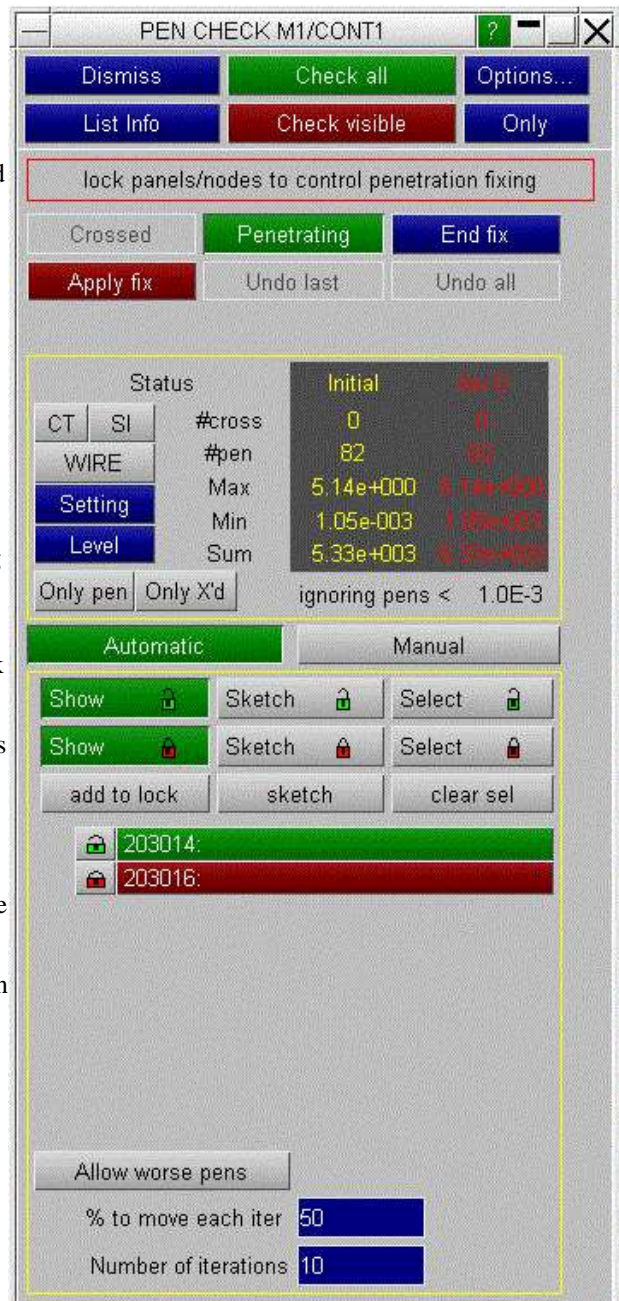 PEN CHECK M1/CONT1 ?
Dismiss Check all Options...
List Info Check visible Only
lock panels/nodes to control penetration fixing
Crossed Penetrating End fix
Apply fix Undo last Undo all
Status Initial
CT SI #cross 0 0
WIRE #pen 82
Setting Max 5.14e+000
Min 1.05e-003
Level Sum 5.33e+003
Only pen Only X'd ignoring pens < 1.0E-3
Automatic Manual
Show Sketch Select
Show Sketch Select
add to lock sketch clear sel
203014:
203016:
Allow worse pens
% to move each iter 50
Number of iterations 10